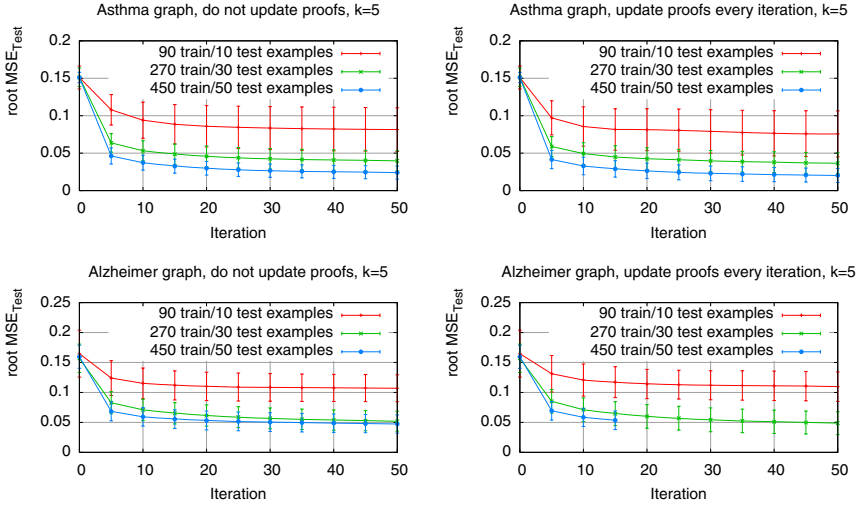 Asthma graph, do not update proofs, k=5
root MSE_Test
0.2
0.15
0.1
0.05
0
90 train/10 test examples
270 train/30 test examples
450 train/50 test examples
0 10 20 30 40 50
Iteration
Asthma graph, update proofs every iteration, k=5
root MSE_Test
0.2
0.15
0.1
0.05
0
90 train/10 test examples
270 train/30 test examples
450 train/50 test examples
0 10 20 30 40 50
Iteration
Alzheimer graph, do not update proofs, k=5
root MSE_Test
0.25
0.2
0.15
0.1
0.05
0
90 train/10 test examples
270 train/30 test examples
450 train/50 test examples
0 10 20 30 40 50
Iteration
Alzheimer graph, update proofs every iteration, k=5
root MSE_Test
0.25
0.2
0.15
0.1
0.05
0
90 train/10 test examples
270 train/30 test examples
450 train/50 test examples
0 10 20 30 40 50
Iteration